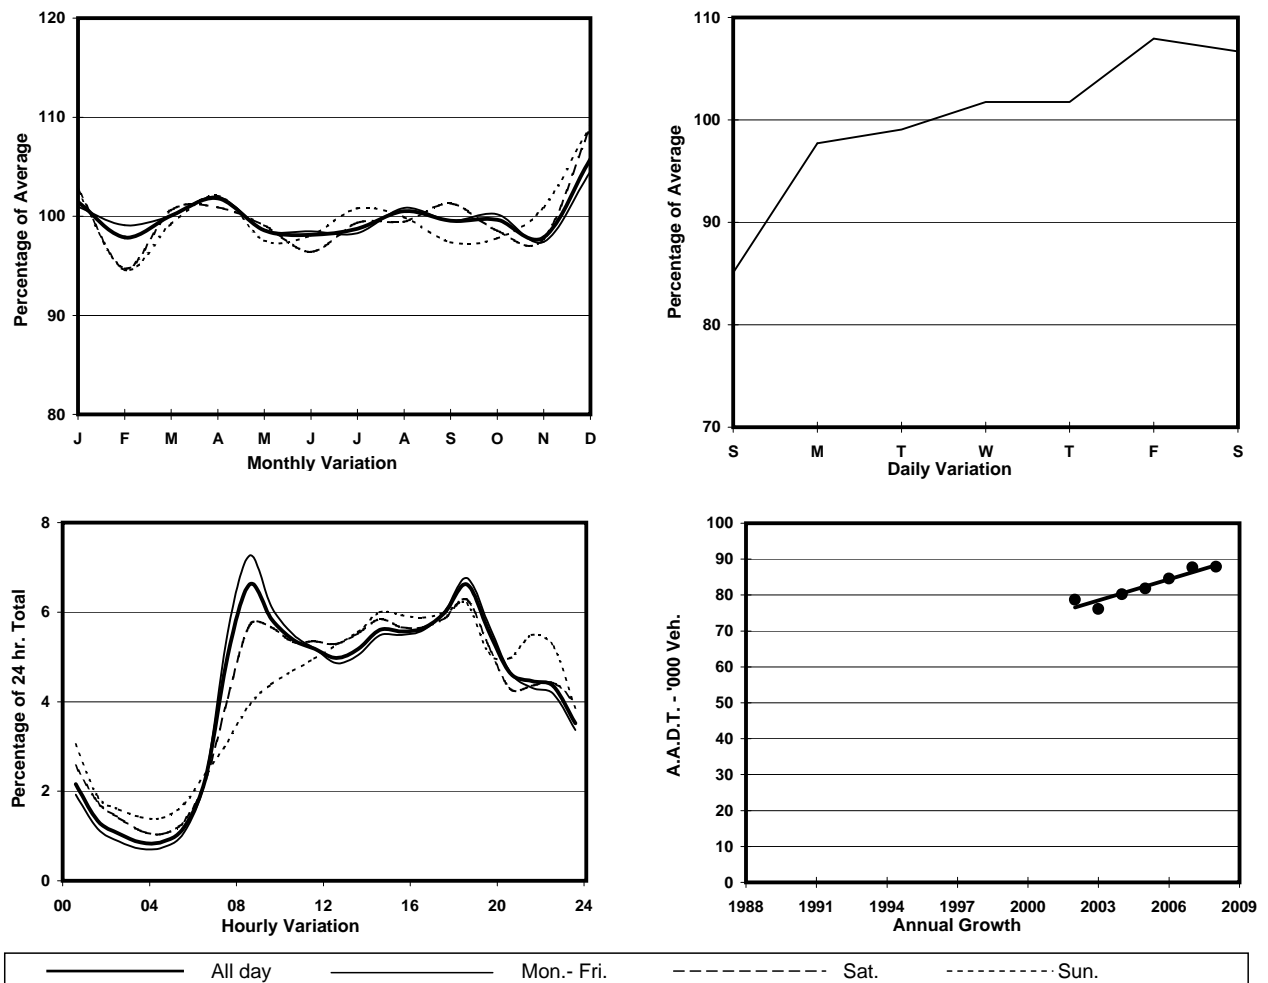 120
110
100
90
80
Percentage of Average
J F M A M J J A S O N D
Monthly Variation
110
100
90
80
70
Percentage of Average
S M T W T F S
Daily Variation
8
6
4
2
0
Percentage of 24 hr. Total
00 04 08 12 16 20 24
Hourly Variation
100
90
80
70
60
50
40
30
20
10
0
A.A.D.T. - '000 Veh.
1988 1991 1994 1997 2000 2003 2006 2009
Annual Growth
All day Mon.- Fri. Sat. Sun.